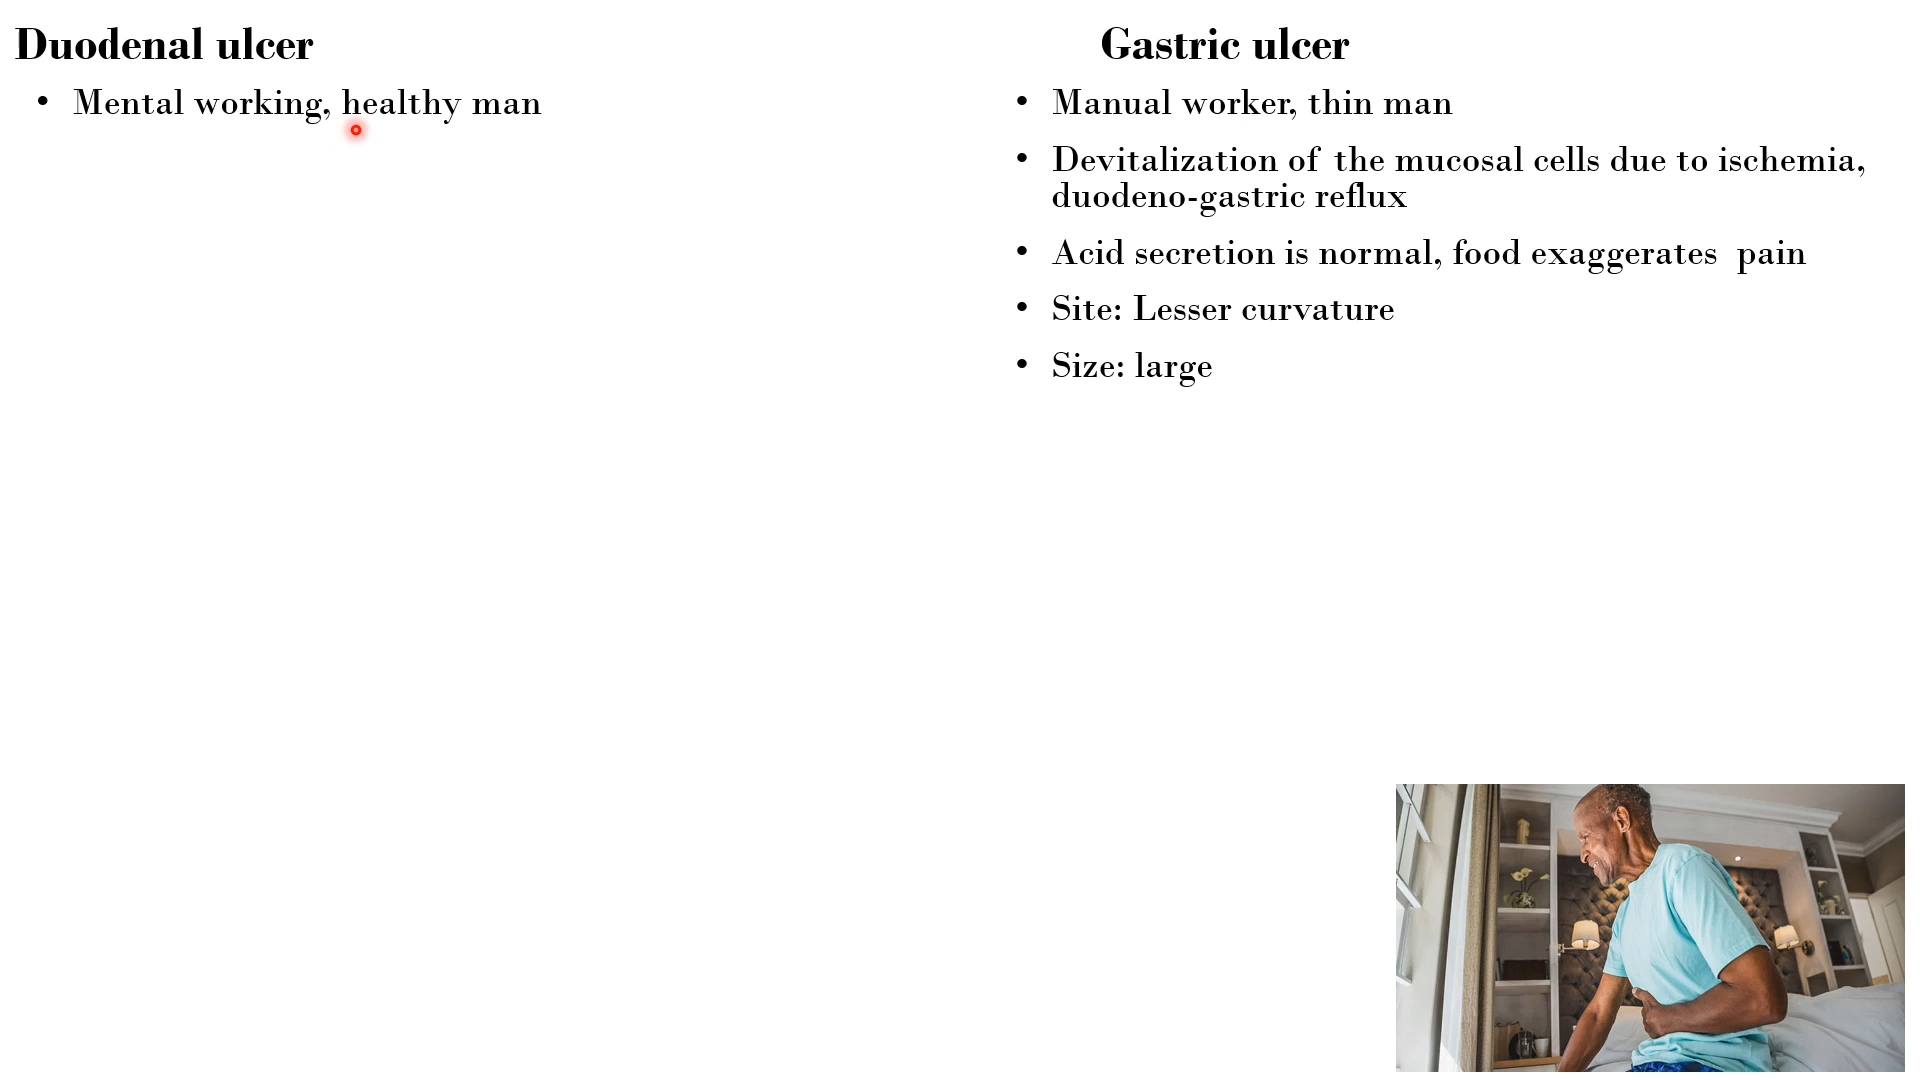 Duodenal ulcer
• Mental working, healthy man
Gastric ulcer
• Manual worker, thin man
• Devitalization of the mucosal cells due to ischemia,
duodeno-gastric reflux
• Acid secretion is normal, food exaggerates pain
• Site: Lesser curvature
• Size: large